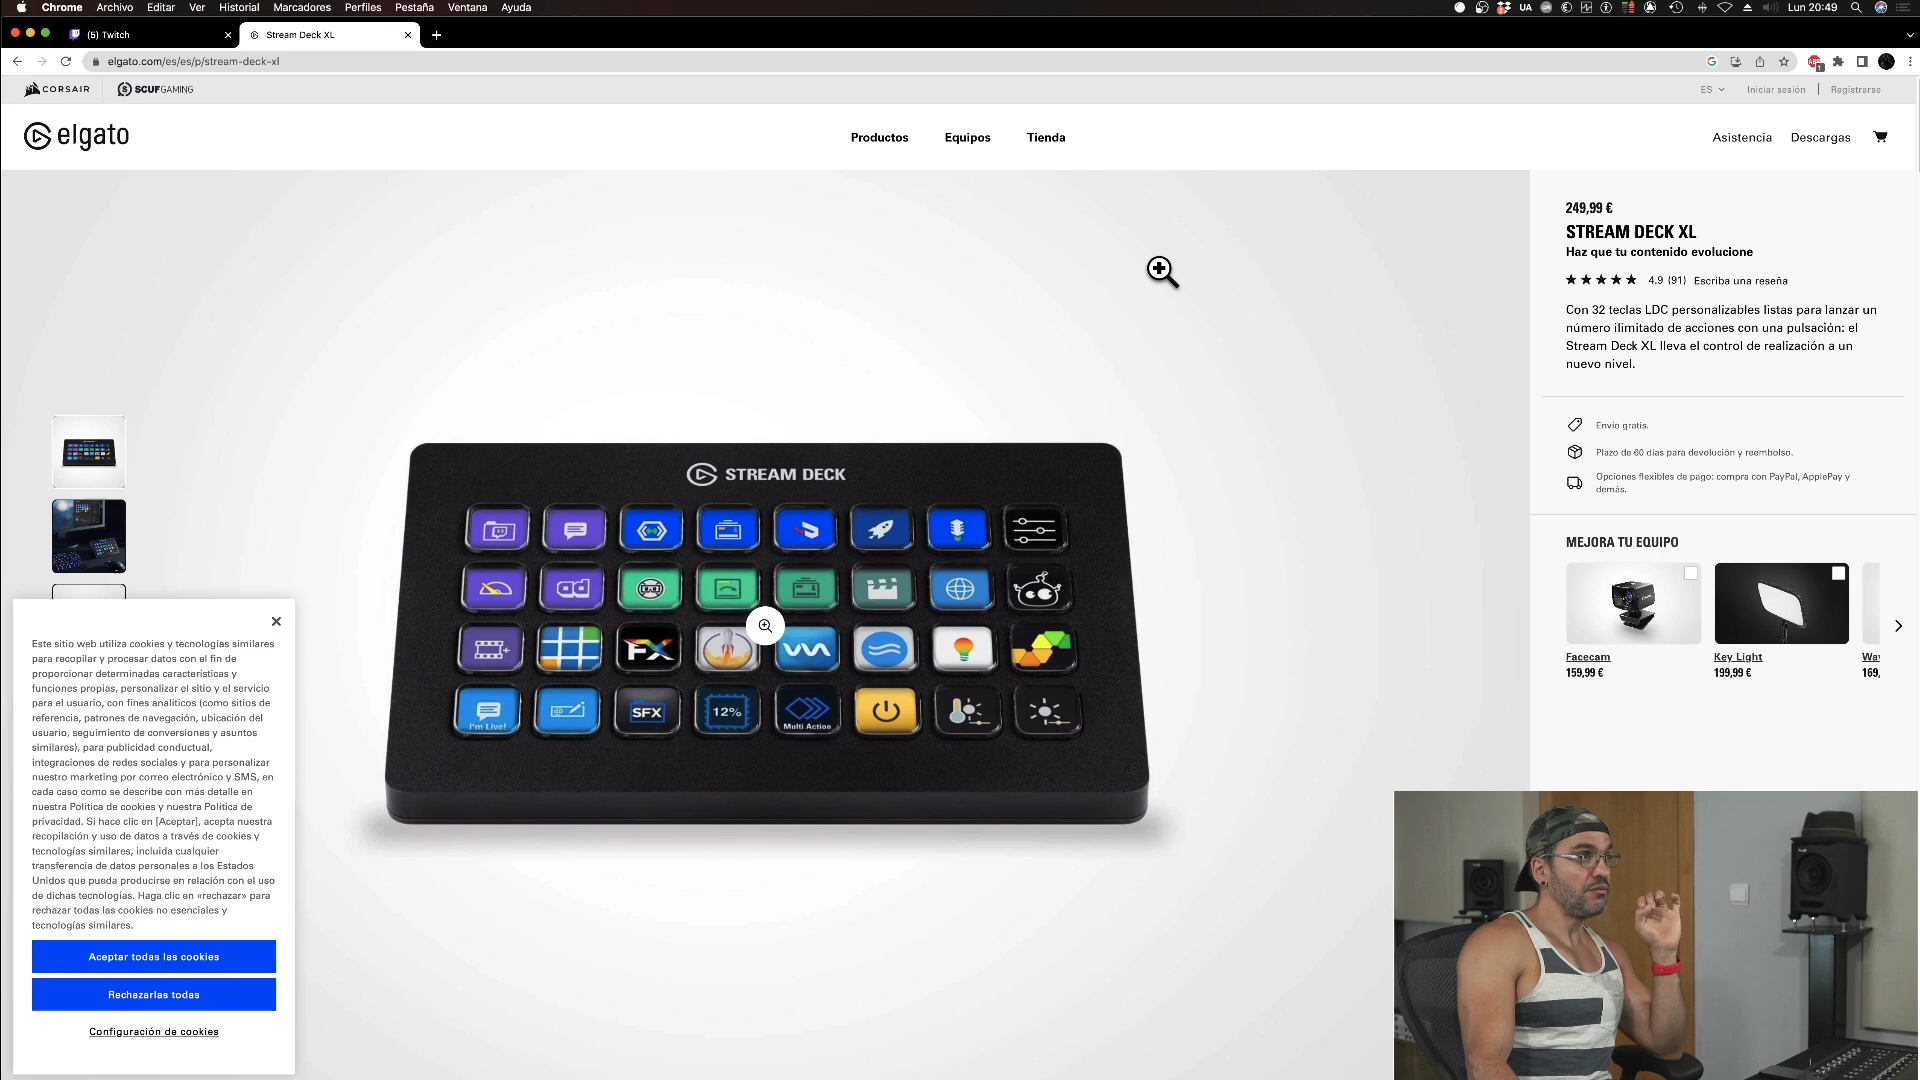 Chrome Archivo Editar Ver Historial Marcadores Perfiles Pestaña Ventana Ayuda
UA
Lun 20:49
(5) Twitch
Stream Deck XL
elgato.com/es/es/p/stream-deck-xl
CORSAIR
SCUFGAMING
ES
Iniciar sesión
Registrarse
elgato
Productos
Equipos
Tienda
Asistencia
Descargas
249,99 €
STREAM DECK XL
Haz que tu contenido evolucione
4.9 (91) Escriba una reseña
Con 32 teclas LDC personalizables listas para lanzar un
número ilimitado de acciones con una pulsación: el
Stream Deck XL lleva el control de realización a un
nuevo nivel.
Envío gratis.
Plazo de 60 días para devolución y reembolso.
Opciones flexibles de pago: compra con PayPal, ApplePay y
demás.
MEJORA TU EQUIPO
Facecam
159,99 €
Key Light
199,99 €
169,
STREAM DECK
FX
I'm Live!
SFX
12%
Multi Action
Este sitio web utiliza cookies y tecnologías similares
para recopilar y procesar datos con el fin de
proporcionar determinadas características y
funciones propias, personalizar el sitio y el servicio
para el usuario, con fines analíticos (como sitios de
referencia, patrones de navegación, ubicación del
usuario, seguimiento de conversiones y asuntos
similares), para publicidad conductual,
integraciones de redes sociales y para personalizar
nuestro marketing por correo electrónico y SMS, en
cada caso como se describe con más detalle en
nuestra Política de cookies y nuestra Política de
privacidad. Si hace clic en [Aceptar], acepta nuestra
recopilación y uso de datos a través de cookies y
tecnologías similares, incluida cualquier
transferencia de datos personales a los Estados
Unidos que pueda producirse en relación con el uso
de dichas tecnologías. Haga clic en «rechazar» para
rechazar todas las cookies no esenciales y
tecnologías similares.
Aceptar todas las cookies
Rechazarlas todas
Configuración de cookies